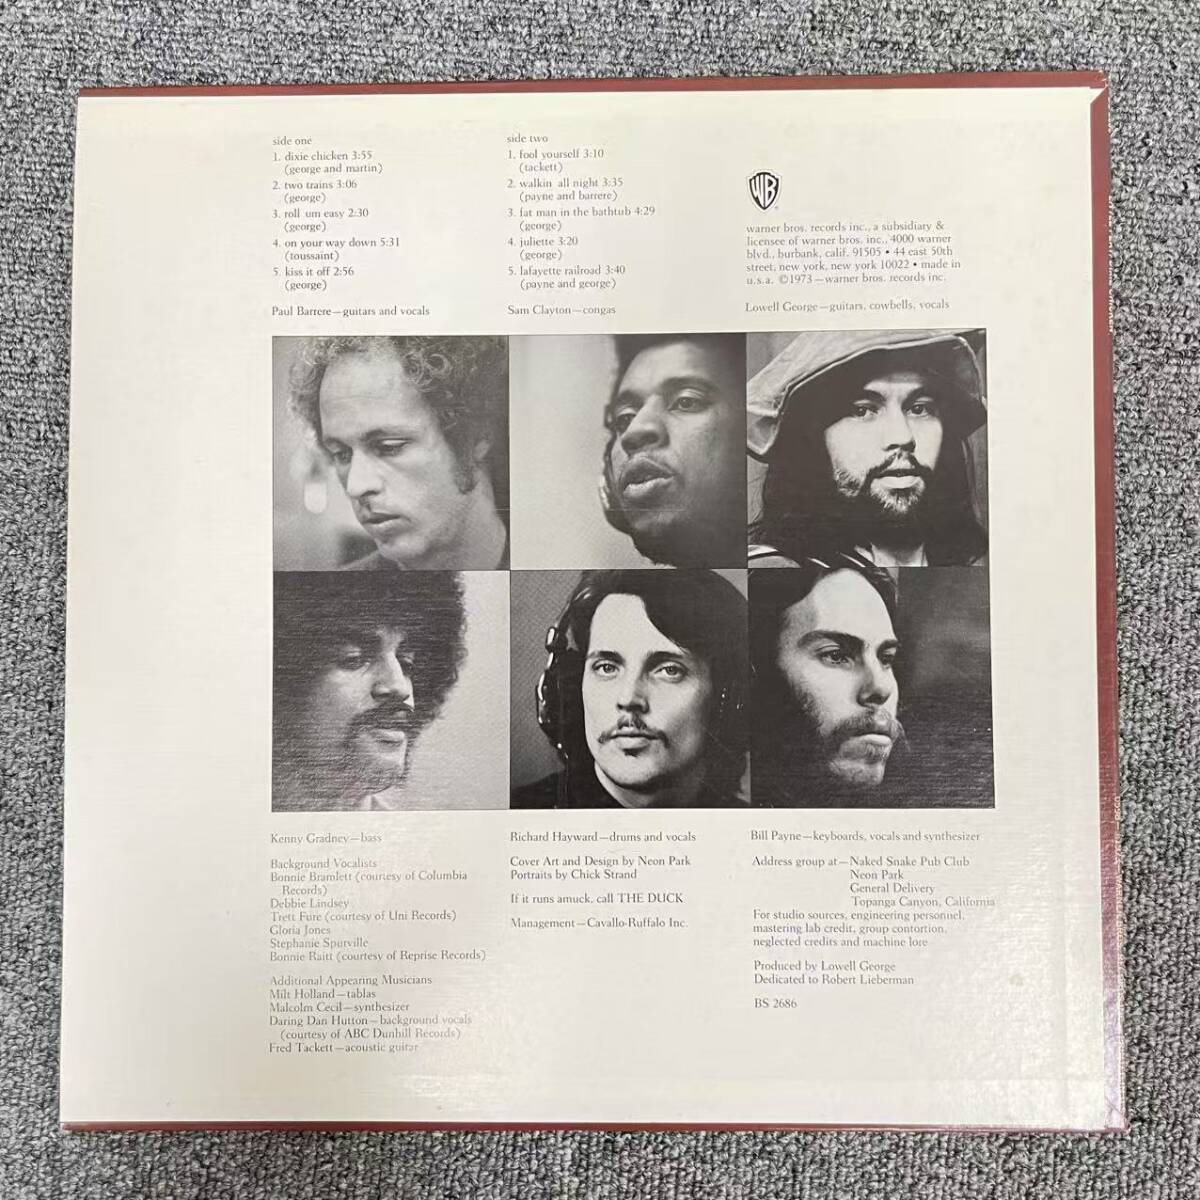 side one
1. dixie chicken 3:55
(george and martin)
2. two trains 3:06
(george)
3. roll um easy 2:30
(george)
4. on your way down 5:31
(toussaint)
5. kiss it off 2:56
(george)
Paul Barrere—guitars and vocals
side two
1. fool yourself 3:10
(tackett)
2. walkin all night 3:35
(payne and barrere)
3. fat man in the bathtub 4:29
(george)
4. juliette 3:20
(george)
5. lafayette railroad 3:40
(payne and george)
Sam Clayton—congas
WB
warner bros. records inc., a subsidiary &
licensee of warner bros. inc., 4000 warner
blvd., burbank, calif. 91505 • 44 east 50th
street, new york, new york 10022 • made in
u.s.a. ©1973—warner bros. records inc.
Lowell George—guitars, cowbells, vocals
Kenny Gradney—bass
Background Vocalists
Bonnie Bramlett (courtesy of Columbia
Records)
Debbie Lindsey
Trett Fure (courtesy of Uni Records)
Gloria Jones
Stephanie Spurville
Bonnie Raitt (courtesy of Reprise Records)
Additional Appearing Musicians
Milt Holland—tablas
Malcolm Cecil—synthesizer
Daring Dan Hutton—background vocals
(courtesy of ABC Dunhill Records)
Fred Tackett—acoustic guitar
Richard Hayward—drums and vocals
Cover Art and Design by Neon Park
Portraits by Chick Strand
If it runs amuck, call THE DUCK
Management—Cavallo-Ruffalo Inc.
Bill Payne—keyboards, vocals and synthesizer
Address group at—Naked Snake Pub Club
Neon Park
General Delivery
Topanga Canyon, California
For studio sources, engineering personnel,
mastering lab credit, group contortion,
neglected credits and machine lore
Produced by Lowell George
Dedicated to Robert Lieberman
BS 2686